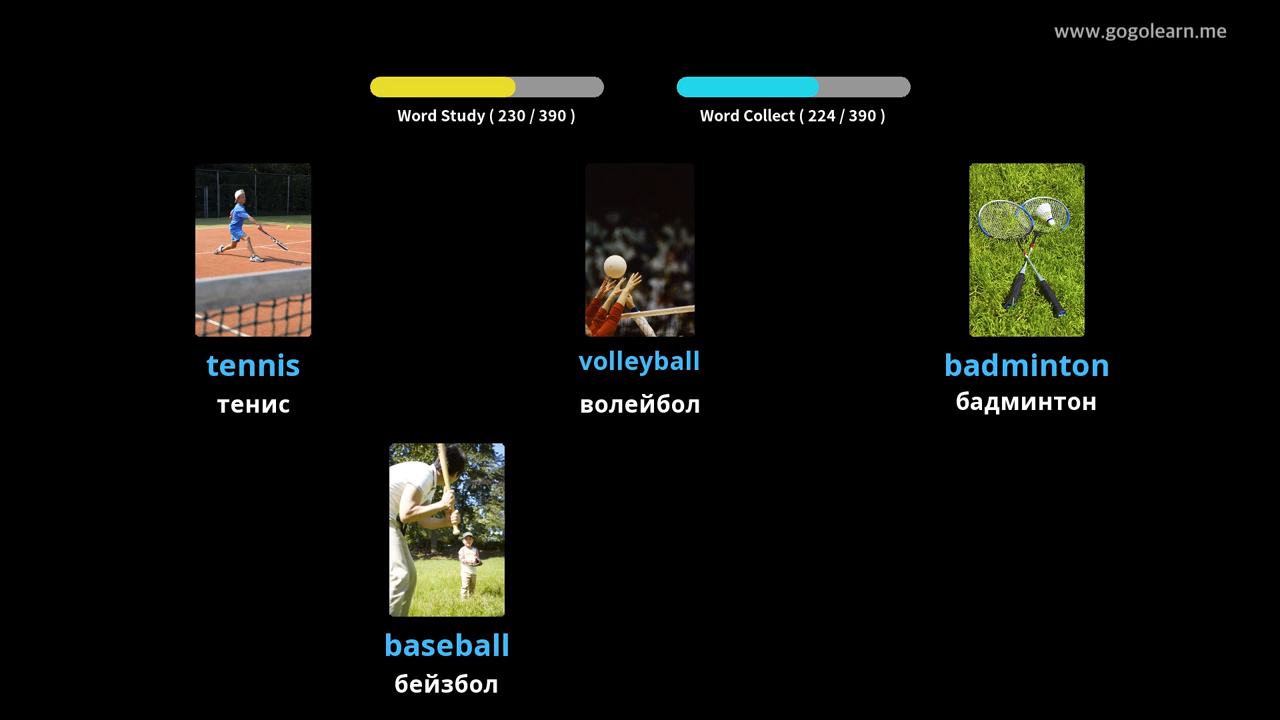 www.gogolearn.me
Word Study ( 230 / 390 )
Word Collect ( 224 / 390 )
tennis
тенис
volleyball
волейбол
badminton
бадминтон
baseball
бейзбол